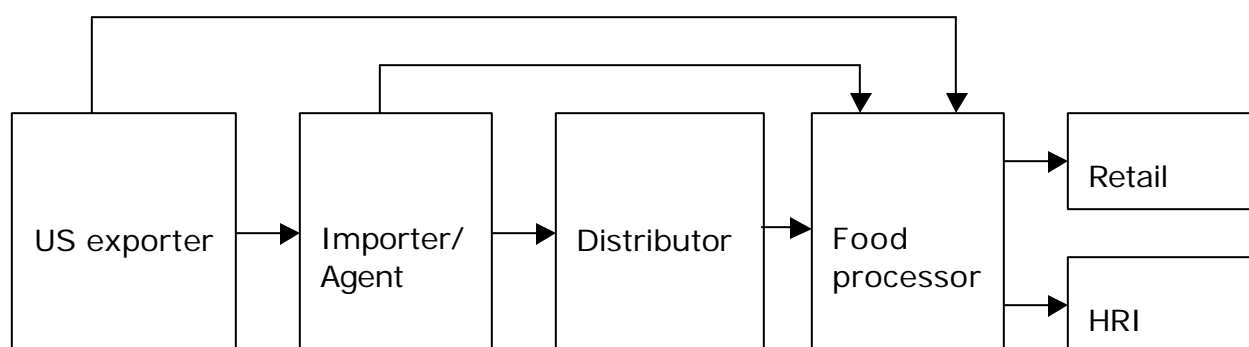 US exporter
Importer/
Agent
Distributor
Food
processor
Retail
HRI